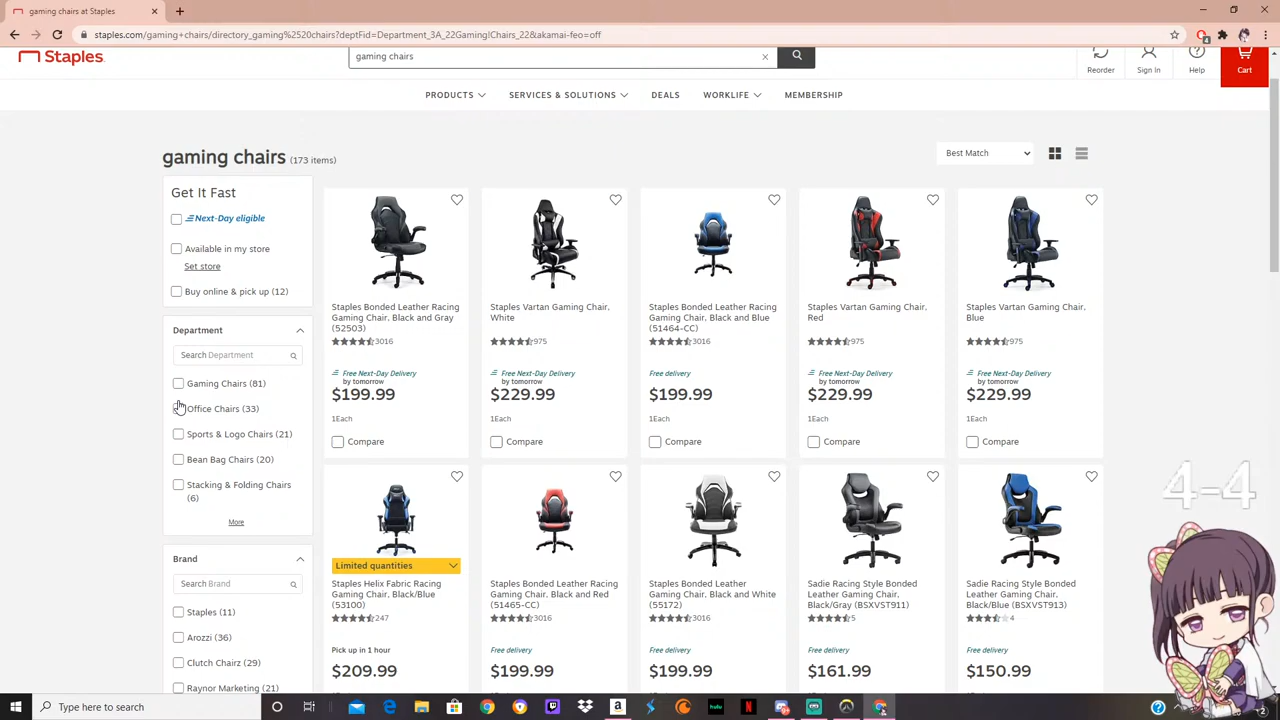 gaming chairs at Staples
staples.com/gaming+chairs/directory_gaming%2520chairs?deptFid=Department_3A_22Gaming|Chairs_22&akamai-feo=off
4
Staples
gaming chairs
Reorder
Sign In
Help
Cart
PRODUCTS
SERVICES & SOLUTIONS
DEALS
WORKLIFE
MEMBERSHIP
gaming chairs (173 items)
Best Match
Get It Fast
Next-Day eligible
Available in my store
Set store
Buy online & pick up (12)
Department
Search Department
Gaming Chairs (81)
Office Chairs (33)
Sports & Logo Chairs (21)
Bean Bag Chairs (20)
Stacking & Folding Chairs
(6)
More
Brand
Search Brand
Staples (11)
Arozzi (36)
Clutch Chairz (29)
Raynor Marketing (21)
Staples Bonded Leather Racing
Gaming Chair, Black and Gray
(52503)
3016
Free Next-Day Delivery
by tomorrow
$199.99
1Each
Compare
Staples Vartan Gaming Chair,
White
975
Free Next-Day Delivery
by tomorrow
$229.99
1Each
Compare
Staples Bonded Leather Racing
Gaming Chair, Black and Blue
(51464-CC)
3016
Free delivery
$199.99
1Each
Compare
Staples Vartan Gaming Chair,
Red
975
Free Next-Day Delivery
by tomorrow
$229.99
1Each
Compare
Staples Vartan Gaming Chair,
Blue
975
Free Next-Day Delivery
by tomorrow
$229.99
1Each
Compare
Limited quantities
Staples Helix Fabric Racing
Gaming Chair, Black/Blue
(53100)
247
Pick up in 1 hour
$209.99
Staples Bonded Leather Racing
Gaming Chair, Black and Red
(51465-CC)
3016
Free delivery
$199.99
Staples Bonded Leather
Gaming Chair, Black and White
(55172)
3016
Free delivery
$199.99
Sadie Racing Style Bonded
Leather Gaming Chair,
Black/Gray (BSXVST911)
5
Free delivery
$161.99
Sadie Racing Style Bonded
Leather Gaming Chair,
Black/Blue (BSXVST913)
4
Free delivery
$150.99
4-4
Type here to search
hulu
2